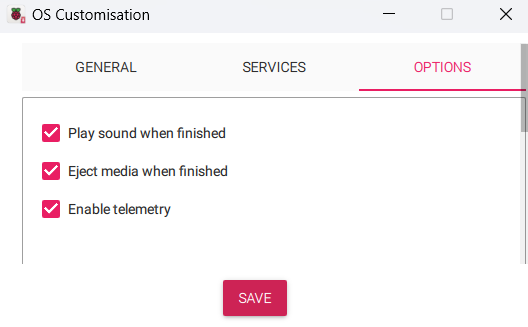 OS Customisation
GENERAL SERVICES OPTIONS
Play sound when finished
Eject media when finished
Enable telemetry
SAVE